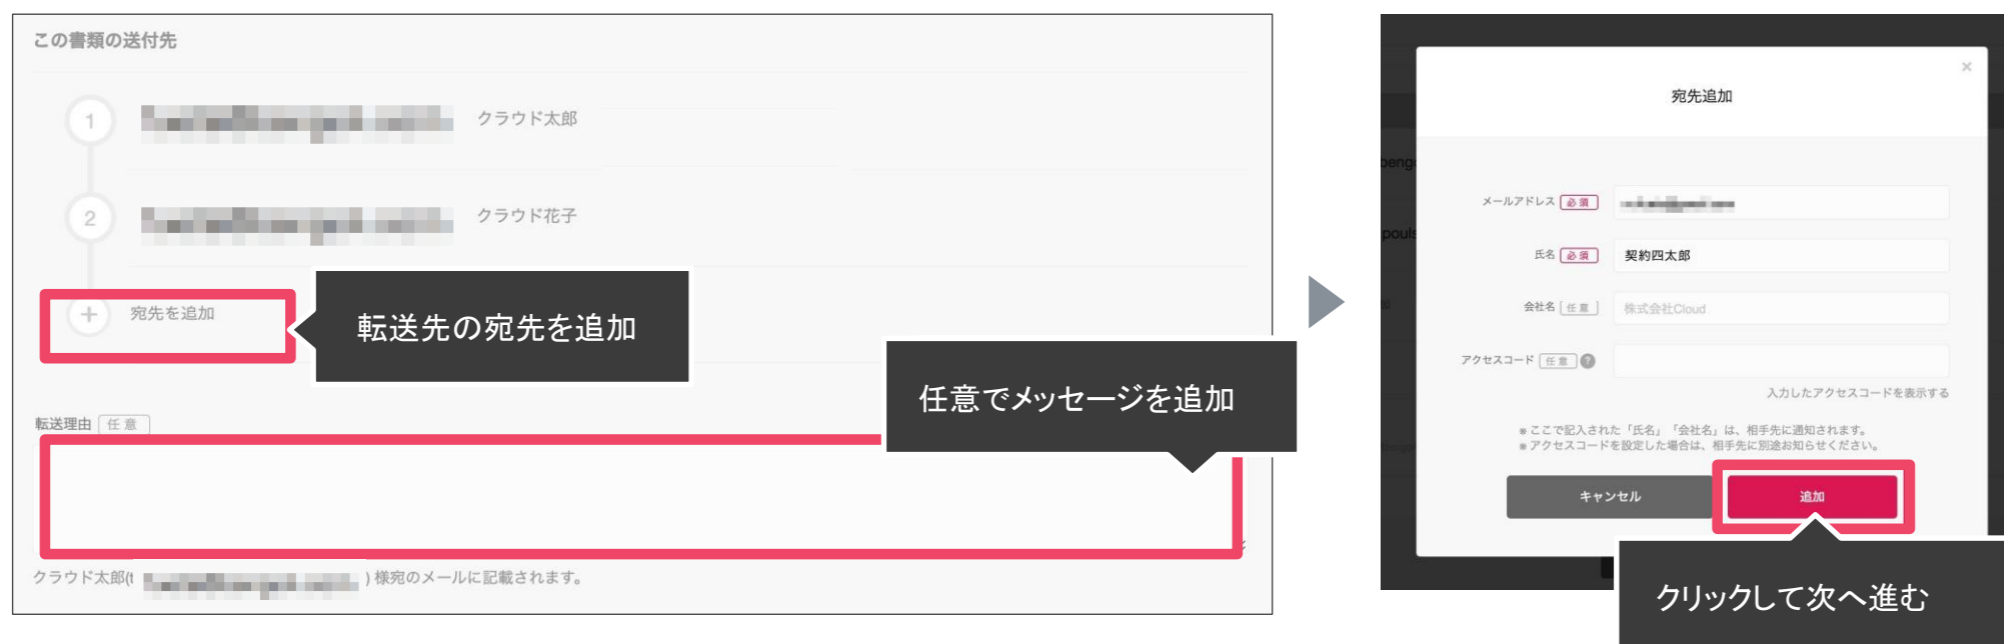 この書類の送付先
1
クラウド太郎
2
クラウド花子
+ 宛先を追加
転送先の宛先を追加
任意でメッセージを追加
転送理由 任意
クラウド太郎(t
) 様宛のメールに記載されます。
×
宛先追加
メールアドレス 必須
氏名 必須 契約四太郎
会社名 任意 株式会社Cloud
アクセスコード 任意 ?
入力したアクセスコードを表示する
※ここで記入された「氏名」「会社名」は、相手先に通知されます。
※アクセスコードを設定した場合は、相手先に別途お知らせください。
キャンセル 追加
クリックして次へ進む